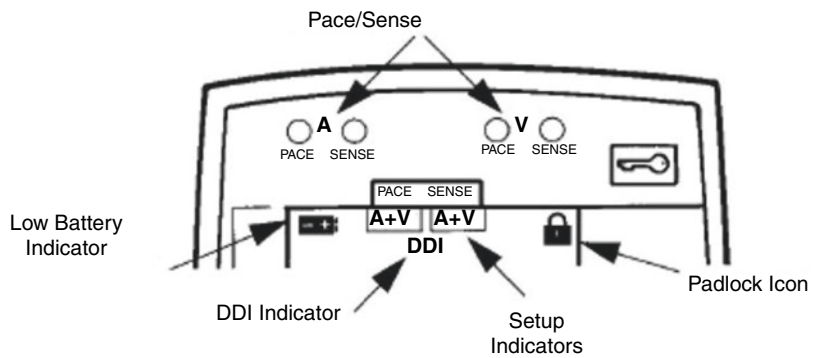 Pace/Sense
A V
PACE SENSE PACE SENSE
PACE SENSE
A+V A+V
DDI
Low Battery
Indicator
Padlock Icon
DDI Indicator
Setup
Indicators